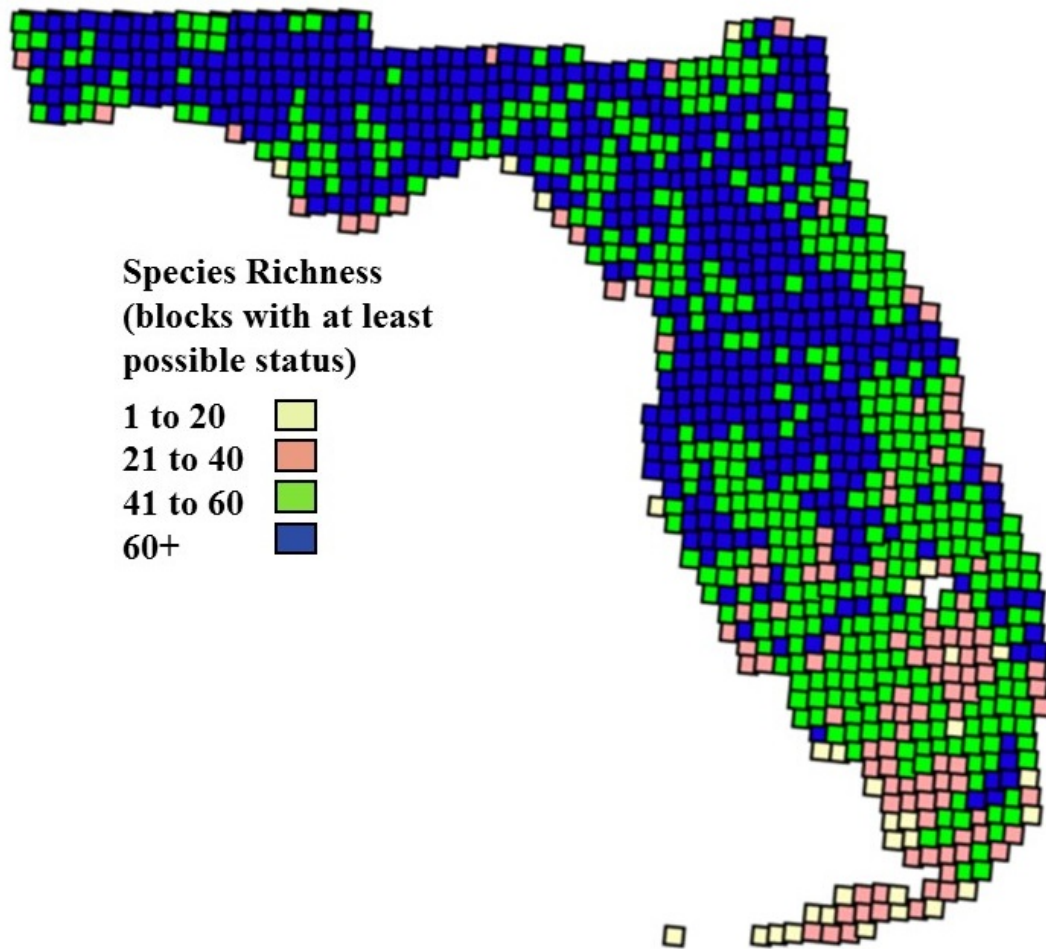 Species Richness
(blocks with at least
possible status)
1 to 20
21 to 40
41 to 60
60+